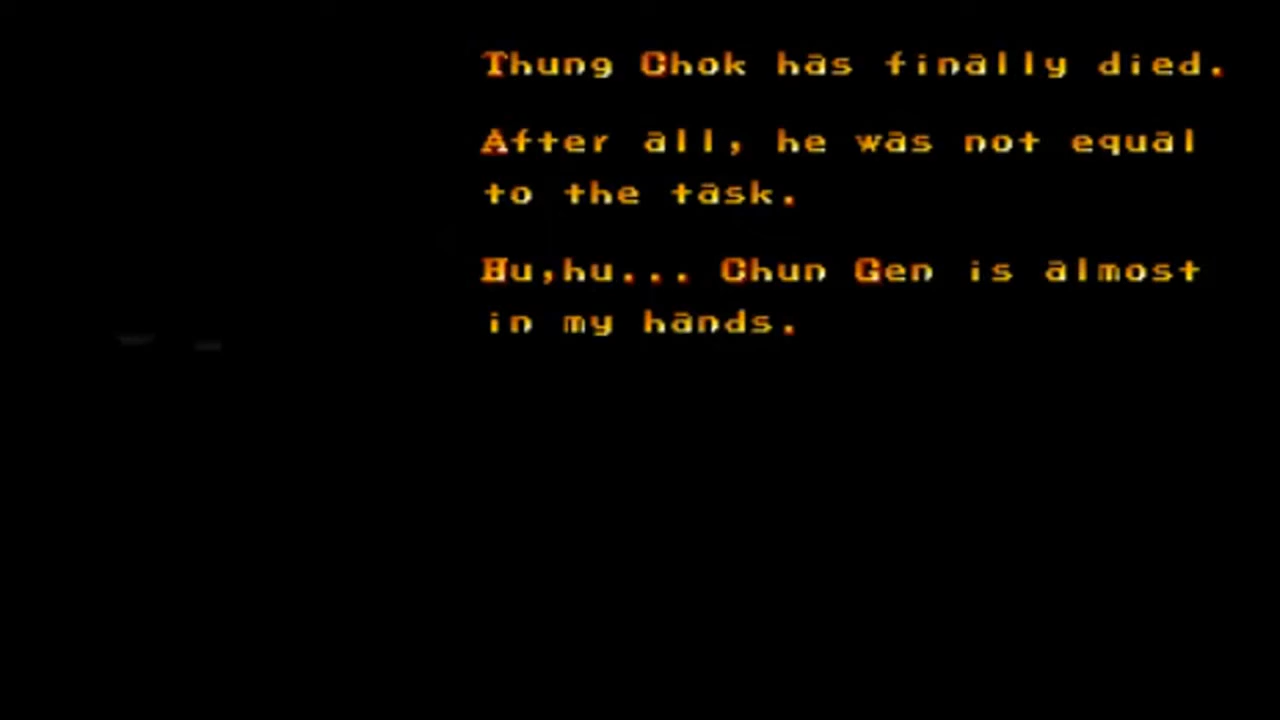 Thung Chok has finally died.
After all, he was not equal
to the task.
Hu,hu... Chun Gen is almost
in my hands.